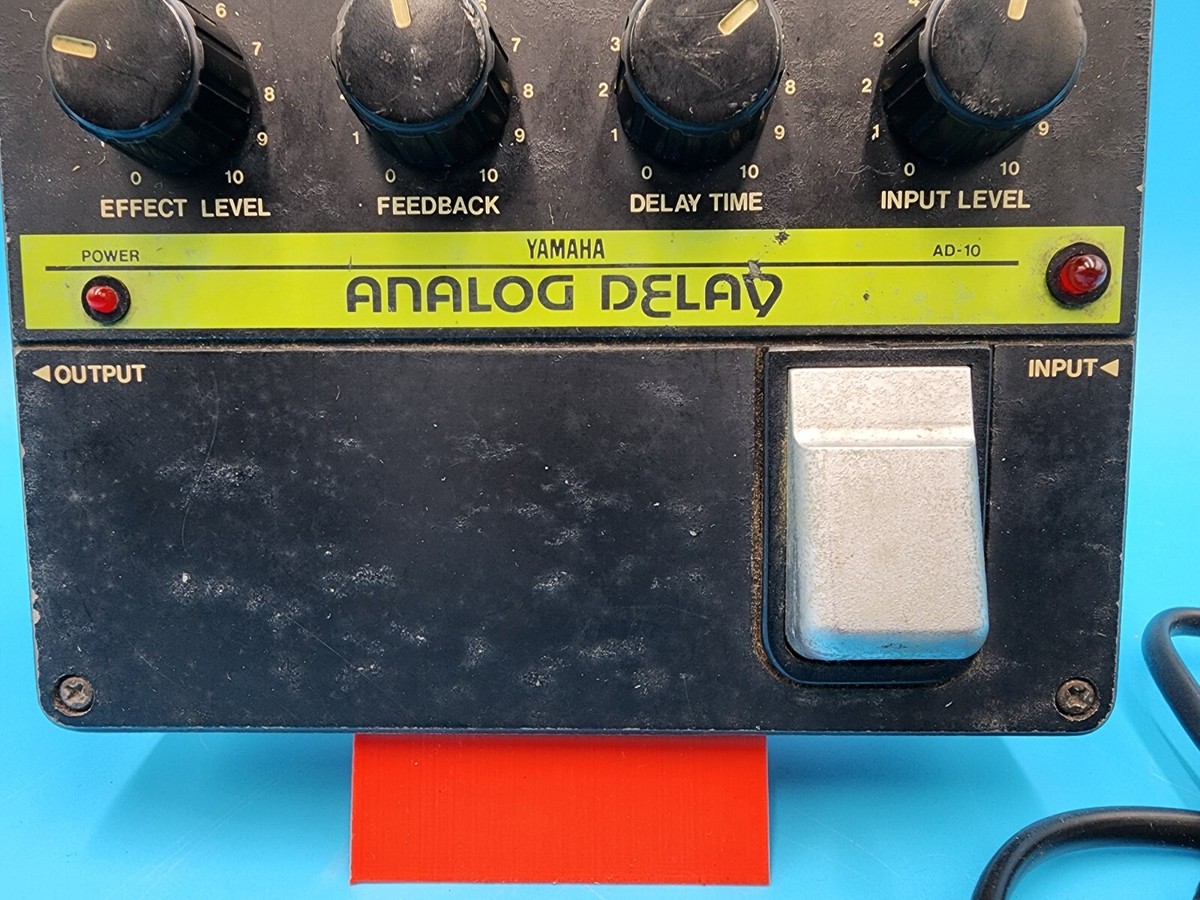 6 6 4
7 7 3 3
8 8 2 8 2
9 1 9 1 9 1 9
0 10 0 10 0 10 0 10
EFFECT LEVEL FEEDBACK DELAY TIME INPUT LEVEL
POWER YAMAHA AD-10
ANALOG DELAY
◀OUTPUT INPUT◀